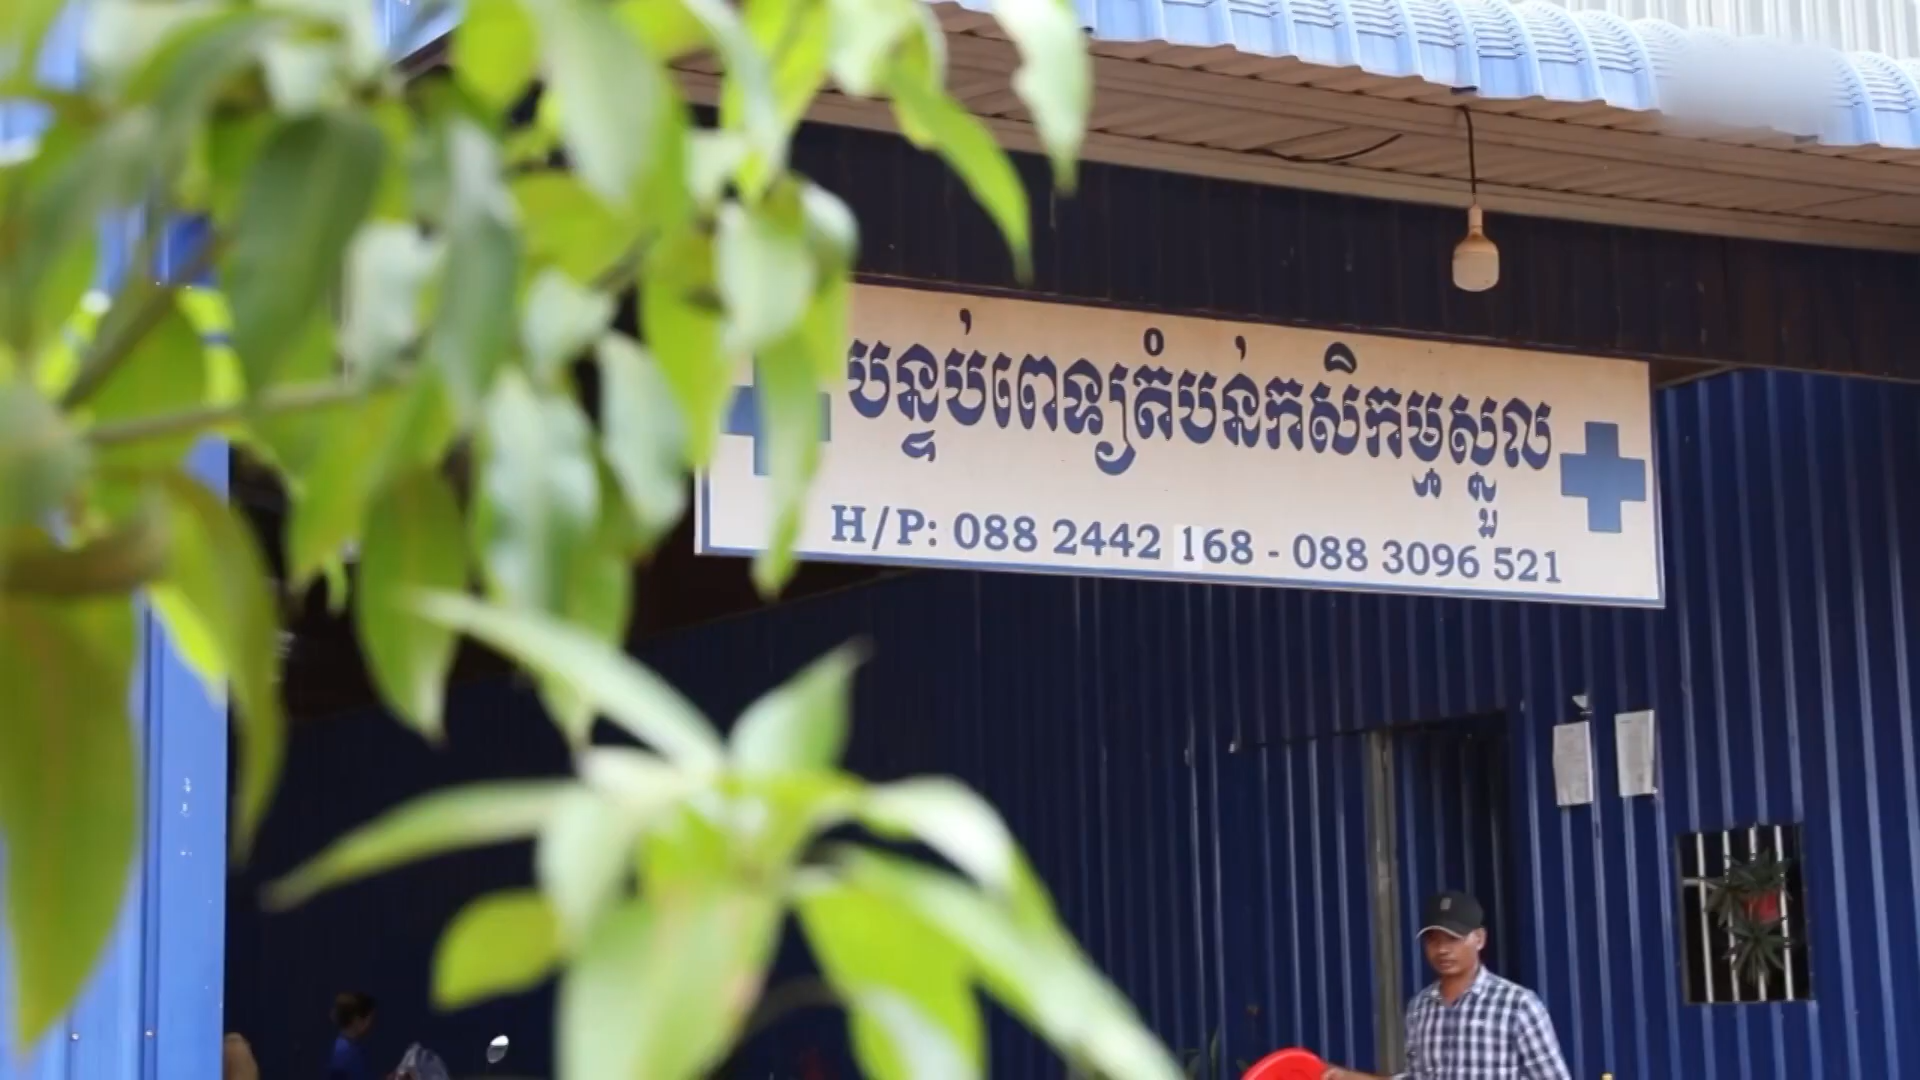 បន្ទប់ពេទ្យតំបន់កសិកម្មស្នួល
H/P: 088 2442 168 - 088 3096 521